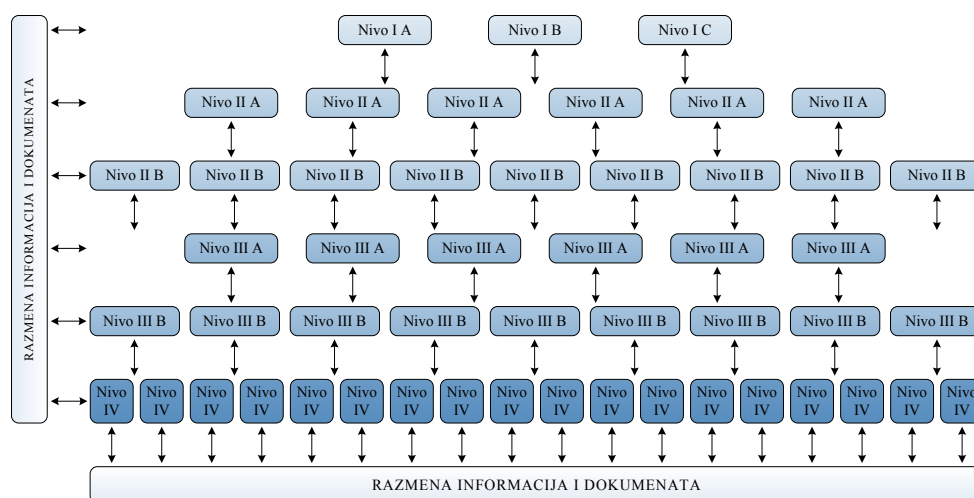 RAZMENA INFORMACIJA I DOKUMENATA
Nivo I A Nivo I B Nivo I C
Nivo II A Nivo II A Nivo II A Nivo II A Nivo II A Nivo II A
Nivo II B Nivo II B Nivo II B Nivo II B Nivo II B Nivo II B Nivo II B Nivo II B Nivo II B
Nivo III A Nivo III A Nivo III A Nivo III A Nivo III A Nivo III A
Nivo III B Nivo III B Nivo III B Nivo III B Nivo III B Nivo III B Nivo III B Nivo III B Nivo III B
Nivo Nivo Nivo Nivo Nivo Nivo Nivo Nivo Nivo Nivo Nivo Nivo Nivo Nivo Nivo Nivo Nivo Nivo
IV IV IV IV IV IV IV IV IV IV IV IV IV IV IV IV IV IV
RAZMENA INFORMACIJA I DOKUMENATA